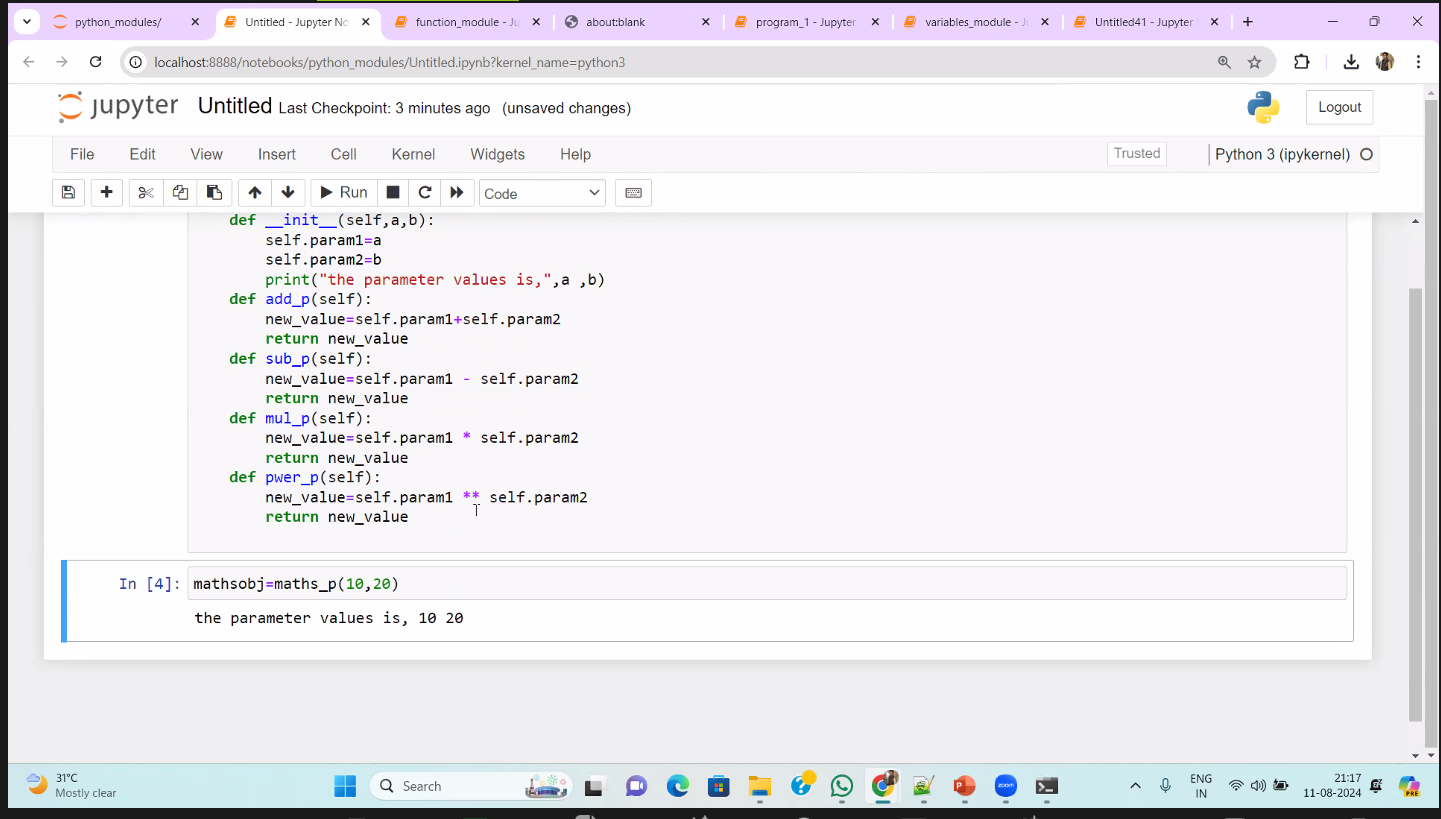 python_modules/
Untitled - Jupyter No
function_module - Ju
about:blank
program_1 - Jupyter
variables_module - Ju
Untitled41 - Jupyter
localhost:8888/notebooks/python_modules/Untitled.ipynb?kernel_name=python3
jupyter Untitled Last Checkpoint: 3 minutes ago (unsaved changes)
Logout
File Edit View Insert Cell Kernel Widgets Help
Trusted
Python 3 (ipykernel)
Run
Code
def __init__(self,a,b):
self.param1=a
self.param2=b
print("the parameter values is,",a ,b)
def add_p(self):
new_value=self.param1+self.param2
return new_value
def sub_p(self):
new_value=self.param1 - self.param2
return new_value
def mul_p(self):
new_value=self.param1 * self.param2
return new_value
def pwer_p(self):
new_value=self.param1 ** self.param2
return new_value
In [4]: mathsobj=maths_p(10,20)
the parameter values is, 10 20
31°C
Mostly clear
Search
zoom
PRE
ENG
IN
21:17
11-08-2024